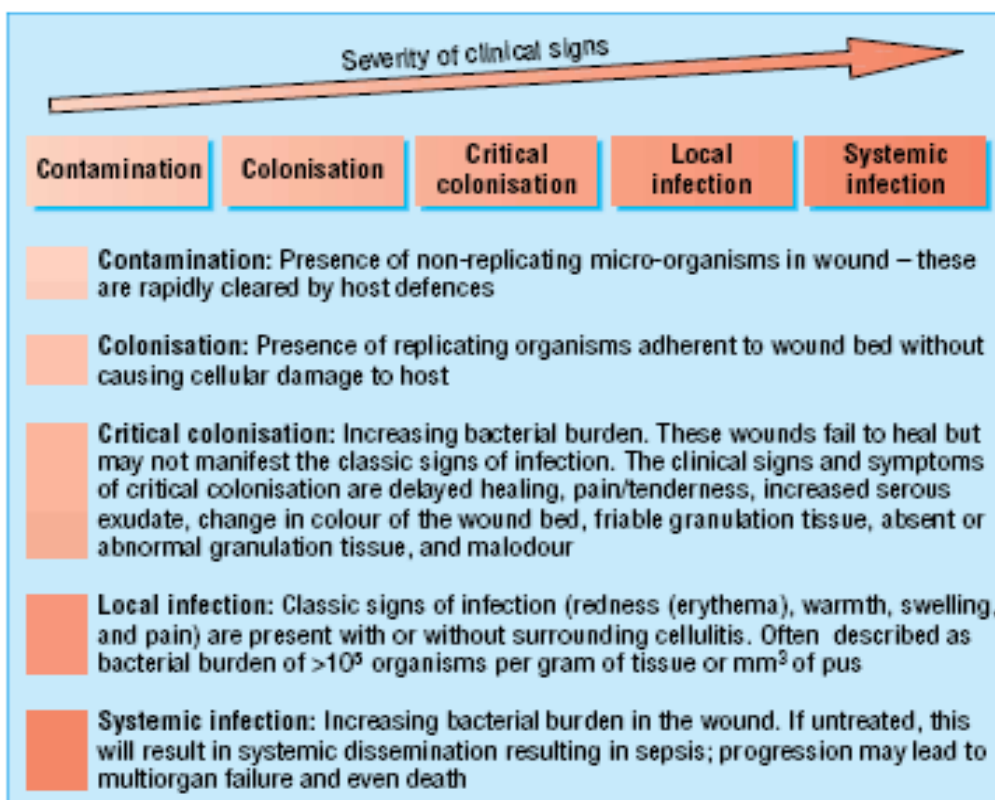 Severity of clinical signs
Contamination
Colonisation
Critical
colonisation
Local
infection
Systemic
infection
Contamination: Presence of non-replicating micro-organisms in wound – these
are rapidly cleared by host defences
Colonisation: Presence of replicating organisms adherent to wound bed without
causing cellular damage to host
Critical colonisation: Increasing bacterial burden. These wounds fail to heal but
may not manifest the classic signs of infection. The clinical signs and symptoms
of critical colonisation are delayed healing, pain/tenderness, increased serous
exudate, change in colour of the wound bed, friable granulation tissue, absent or
abnormal granulation tissue, and malodour
Local infection: Classic signs of infection (redness (erythema), warmth, swelling,
and pain) are present with or without surrounding cellulitis. Often described as
bacterial burden of >10⁵ organisms per gram of tissue or mm³ of pus
Systemic infection: Increasing bacterial burden in the wound. If untreated, this
will result in systemic dissemination resulting in sepsis; progression may lead to
multiorgan failure and even death